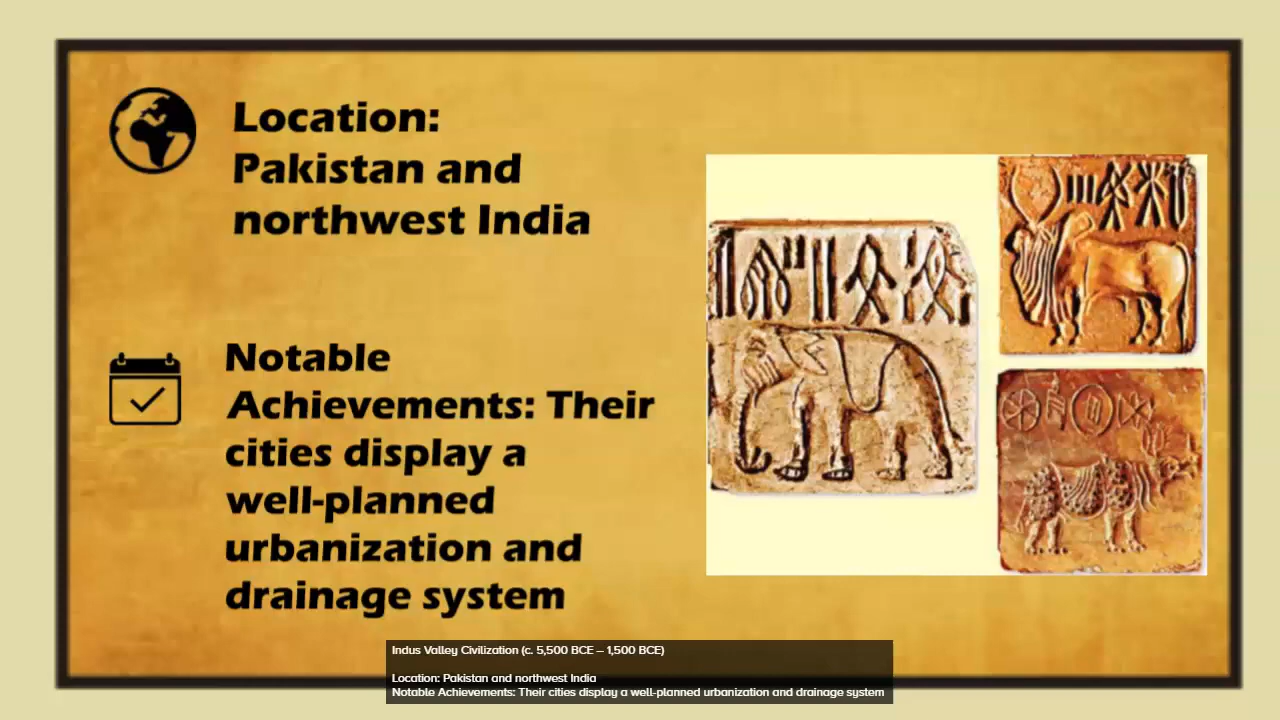 Location:
Pakistan and
northwest India
Notable
Achievements: Their
cities display a
well-planned
urbanization and
drainage system
Indus Valley Civilization (c. 5,500 BCE – 1,500 BCE)
Location: Pakistan and northwest India
Notable Achievements: Their cities display a well-planned urbanization and drainage system